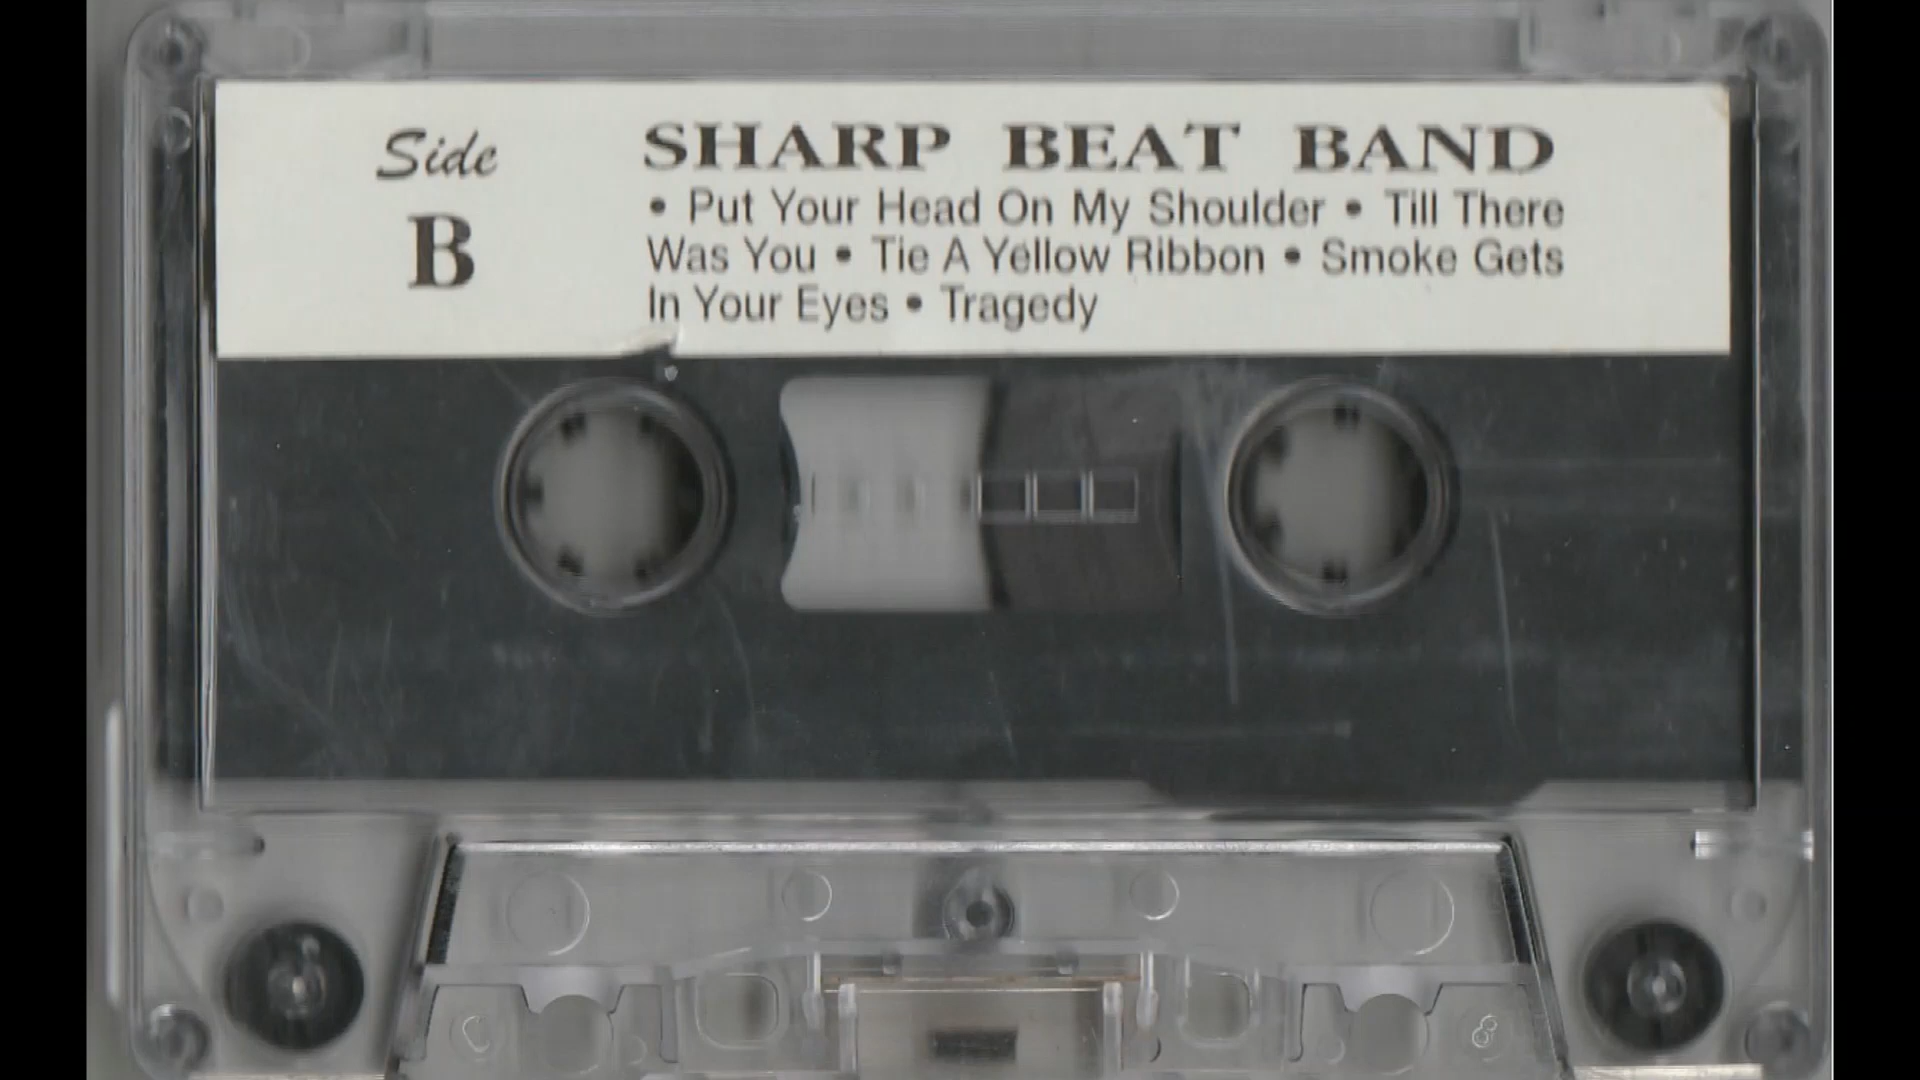 Side
B
SHARP BEAT BAND
• Put Your Head On My Shoulder • Till There
Was You • Tie A Yellow Ribbon • Smoke Gets
In Your Eyes • Tragedy
C
8